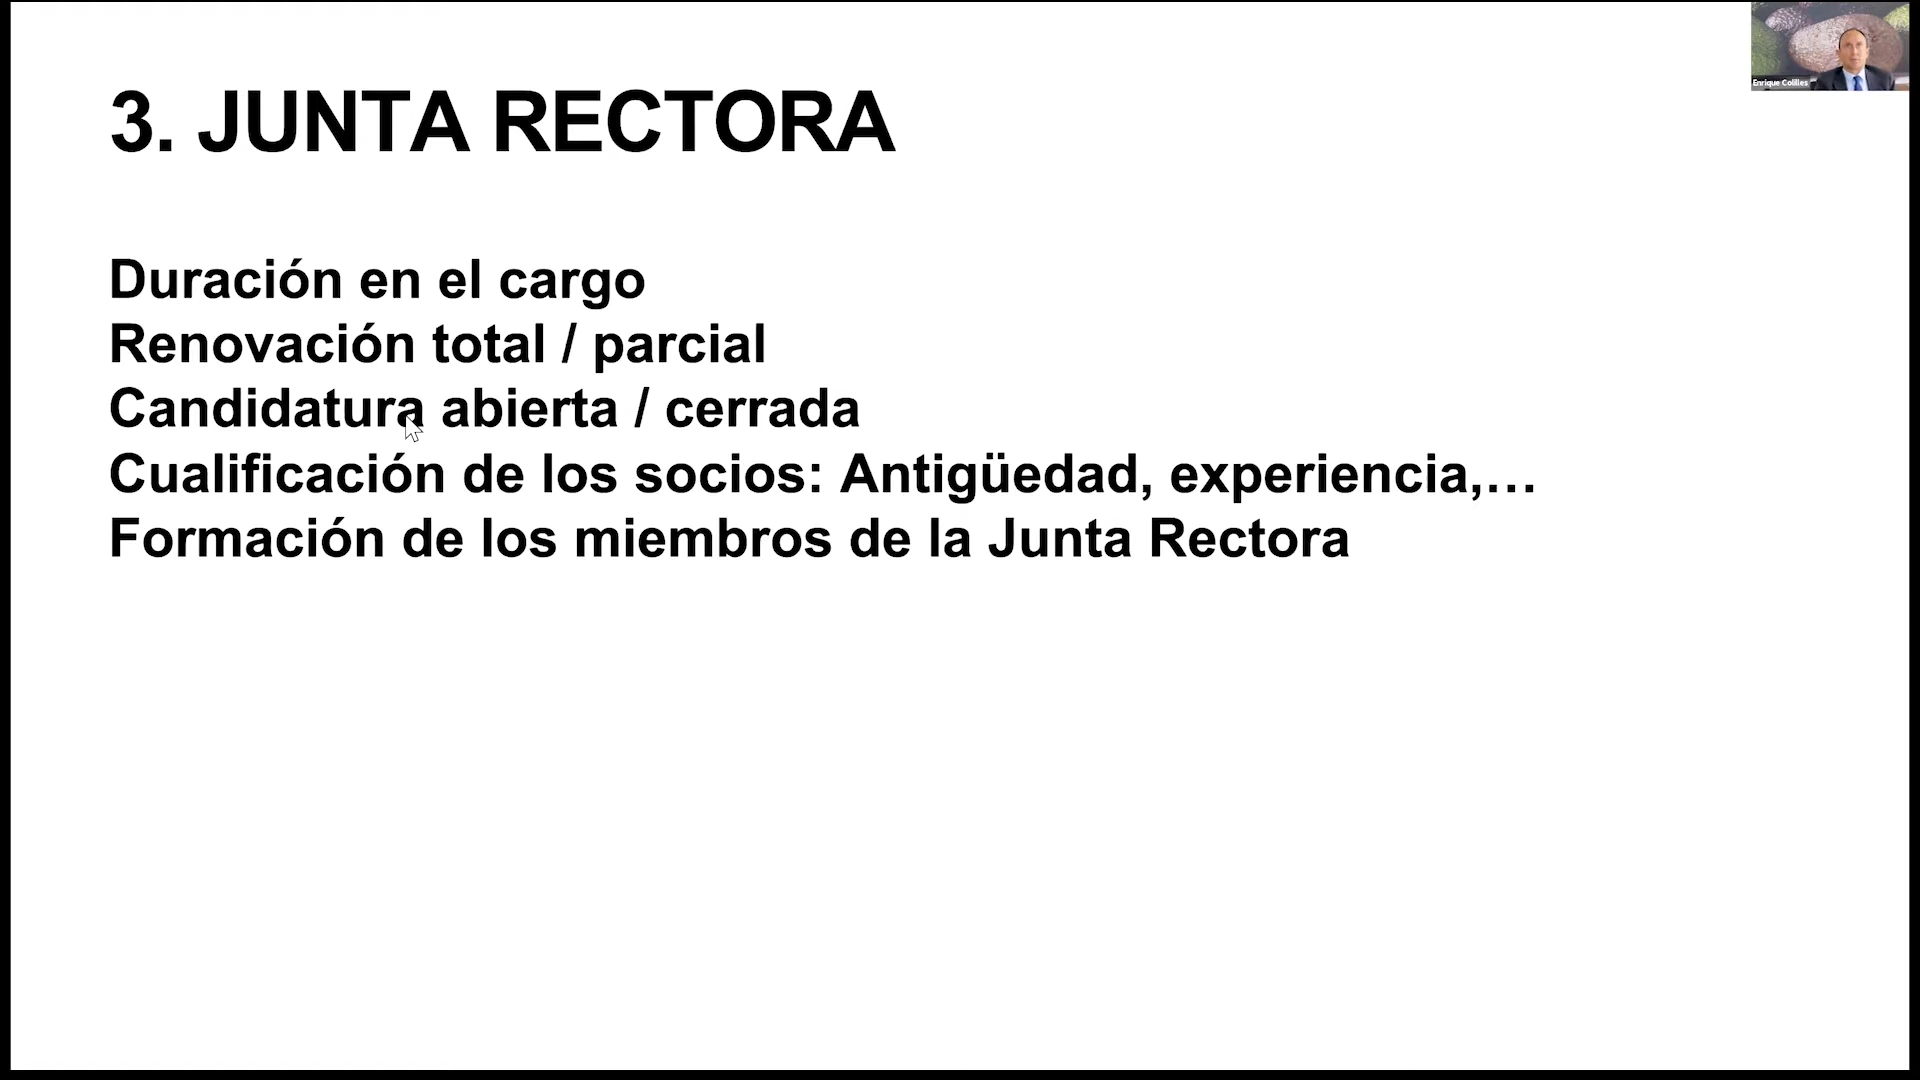 Enrique Colilles
3. JUNTA RECTORA
Duración en el cargo
Renovación total / parcial
Candidatura abierta / cerrada
Cualificación de los socios: Antigüedad, experiencia,…
Formación de los miembros de la Junta Rectora